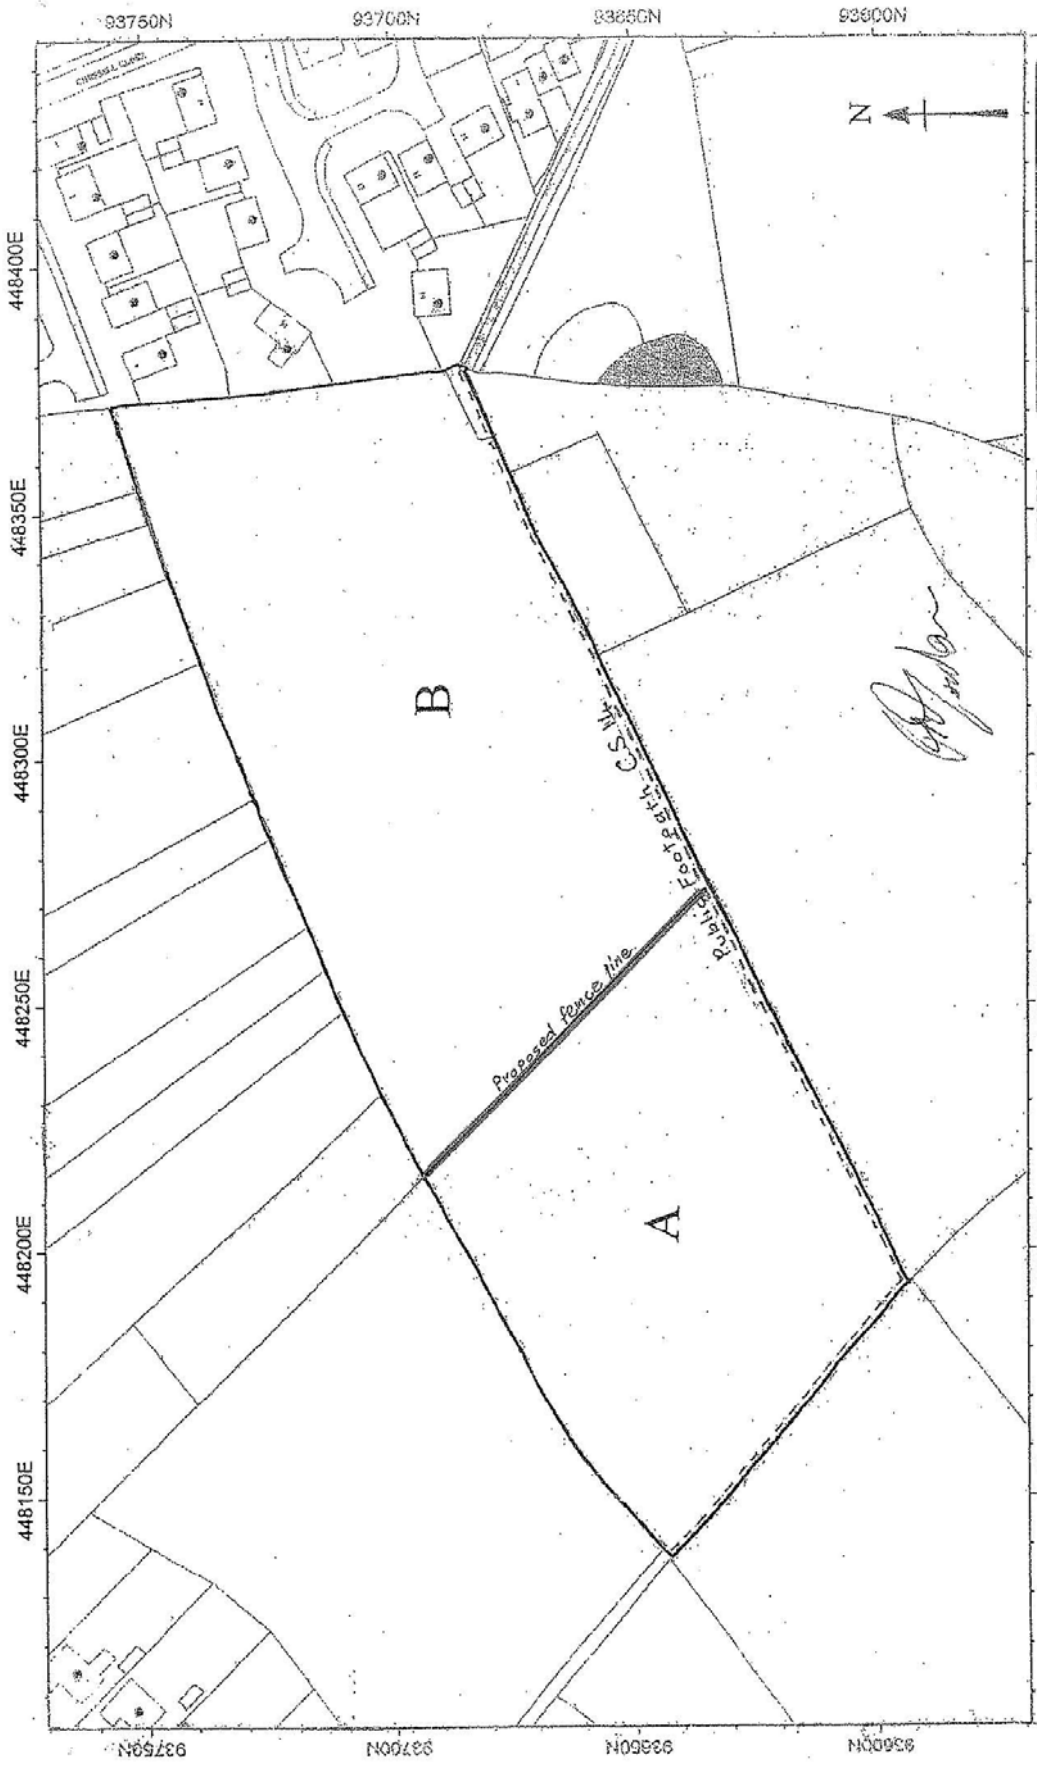 448150E
448200E
448250E
448300E
448350E
448400E
93750N
93700N
93650N
93600N
93750N
93700N
93650N
93600N
N
B
A
Proposed fence line
Public Footpath C.S. 14